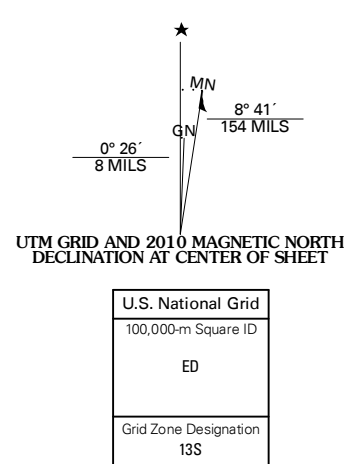 ★
MN
GN
8° 41´
154 MILS
0° 26´
8 MILS
UTM GRID AND 2010 MAGNETIC NORTH
DECLINATION AT CENTER OF SHEET
U.S. National Grid
100,000-m Square ID
ED
Grid Zone Designation
13S